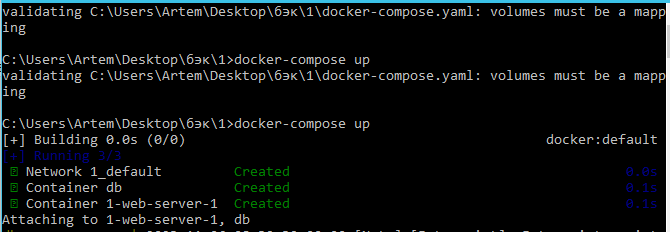 validating C:\Users\Artem\Desktop\бэк\1\docker-compose.yaml: volumes must be a mapp
ing
C:\Users\Artem\Desktop\бэк\1>docker-compose up
validating C:\Users\Artem\Desktop\бэк\1\docker-compose.yaml: volumes must be a mapp
ing
C:\Users\Artem\Desktop\бэк\1>docker-compose up
[+] Building 0.0s (0/0) docker:default
[+] Running 3/3
Network 1_default Created 0.0s
Container db Created 0.1s
Container 1-web-server-1 Created 0.1s
Attaching to 1-web-server-1, db